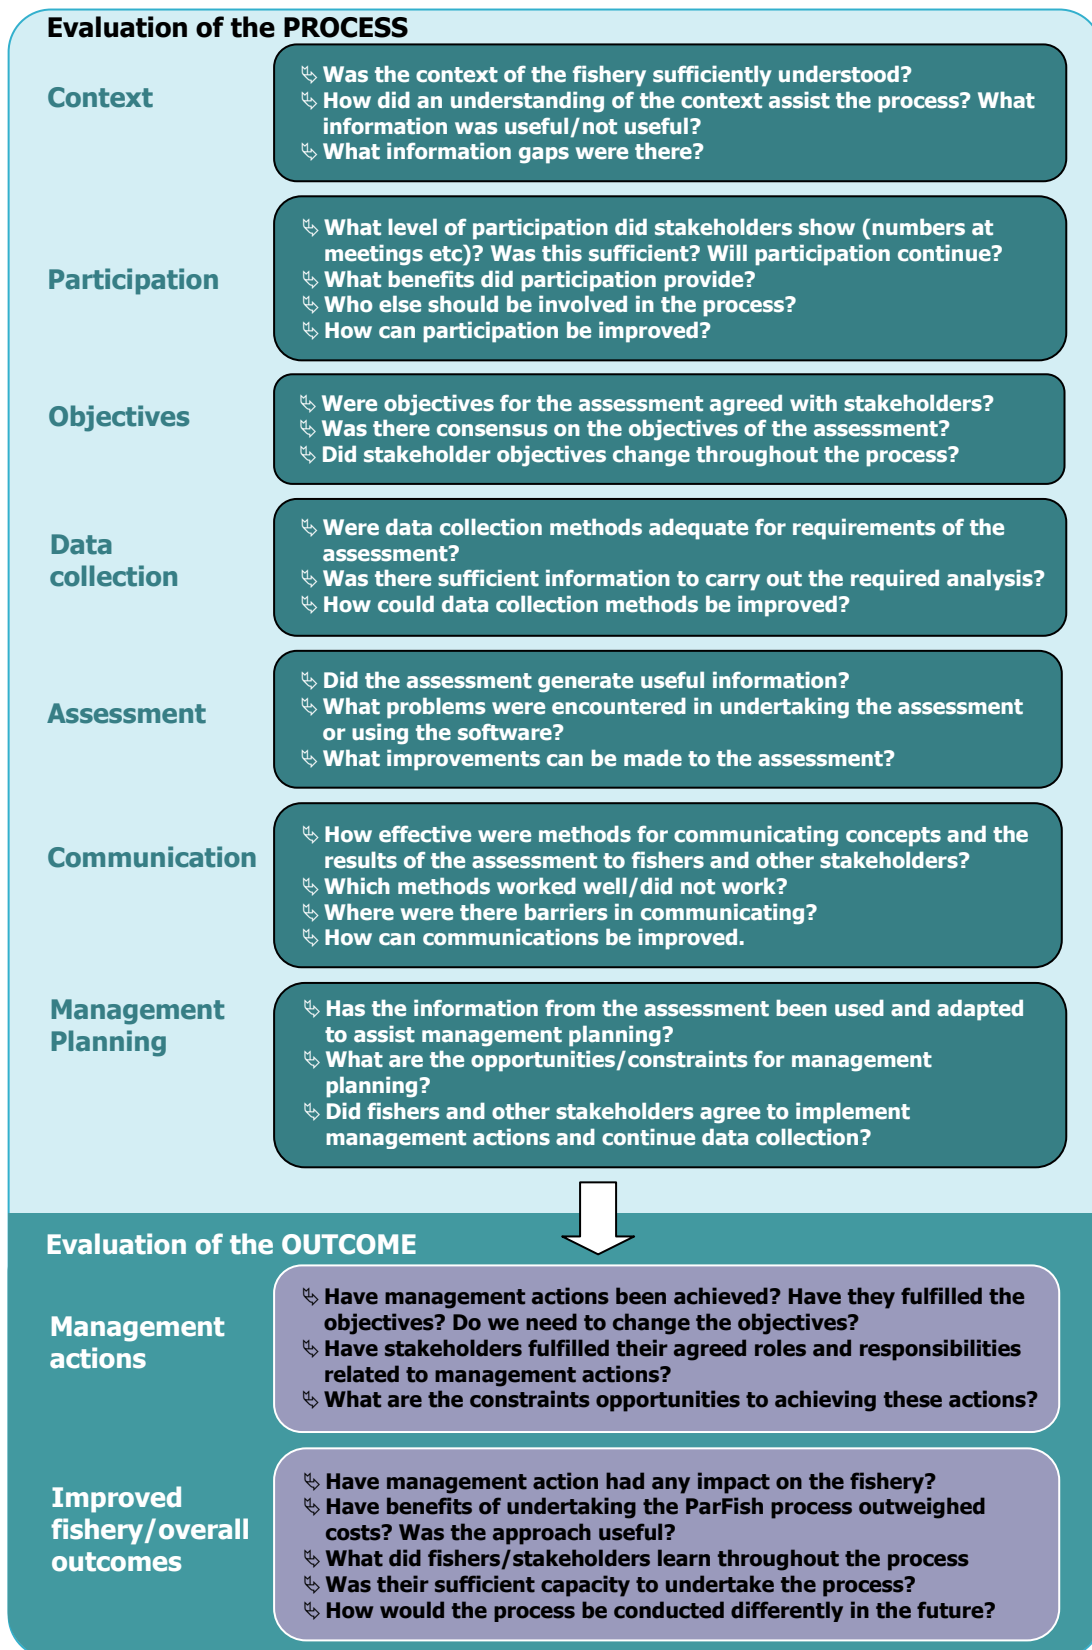 Evaluation of the PROCESS
Context
Was the context of the fishery sufficiently understood?
How did an understanding of the context assist the process? What
information was useful/not useful?
What information gaps were there?
Participation
What level of participation did stakeholders show (numbers at
meetings etc)? Was this sufficient? Will participation continue?
What benefits did participation provide?
Who else should be involved in the process?
How can participation be improved?
Objectives
Were objectives for the assessment agreed with stakeholders?
Was there consensus on the objectives of the assessment?
Did stakeholder objectives change throughout the process?
Data
collection
Were data collection methods adequate for requirements of the
assessment?
Was there sufficient information to carry out the required analysis?
How could data collection methods be improved?
Assessment
Did the assessment generate useful information?
What problems were encountered in undertaking the assessment
or using the software?
What improvements can be made to the assessment?
Communication
How effective were methods for communicating concepts and the
results of the assessment to fishers and other stakeholders?
Which methods worked well/did not work?
Where were there barriers in communicating?
How can communications be improved.
Management
Planning
Has the information from the assessment been used and adapted
to assist management planning?
What are the opportunities/constraints for management
planning?
Did fishers and other stakeholders agree to implement
management actions and continue data collection?
Evaluation of the OUTCOME
Management
actions
Have management actions been achieved? Have they fulfilled the
objectives? Do we need to change the objectives?
Have stakeholders fulfilled their agreed roles and responsibilities
related to management actions?
What are the constraints opportunities to achieving these actions?
Improved
fishery/overall
outcomes
Have management action had any impact on the fishery?
Have benefits of undertaking the ParFish process outweighed
costs? Was the approach useful?
What did fishers/stakeholders learn throughout the process
Was their sufficient capacity to undertake the process?
How would the process be conducted differently in the future?